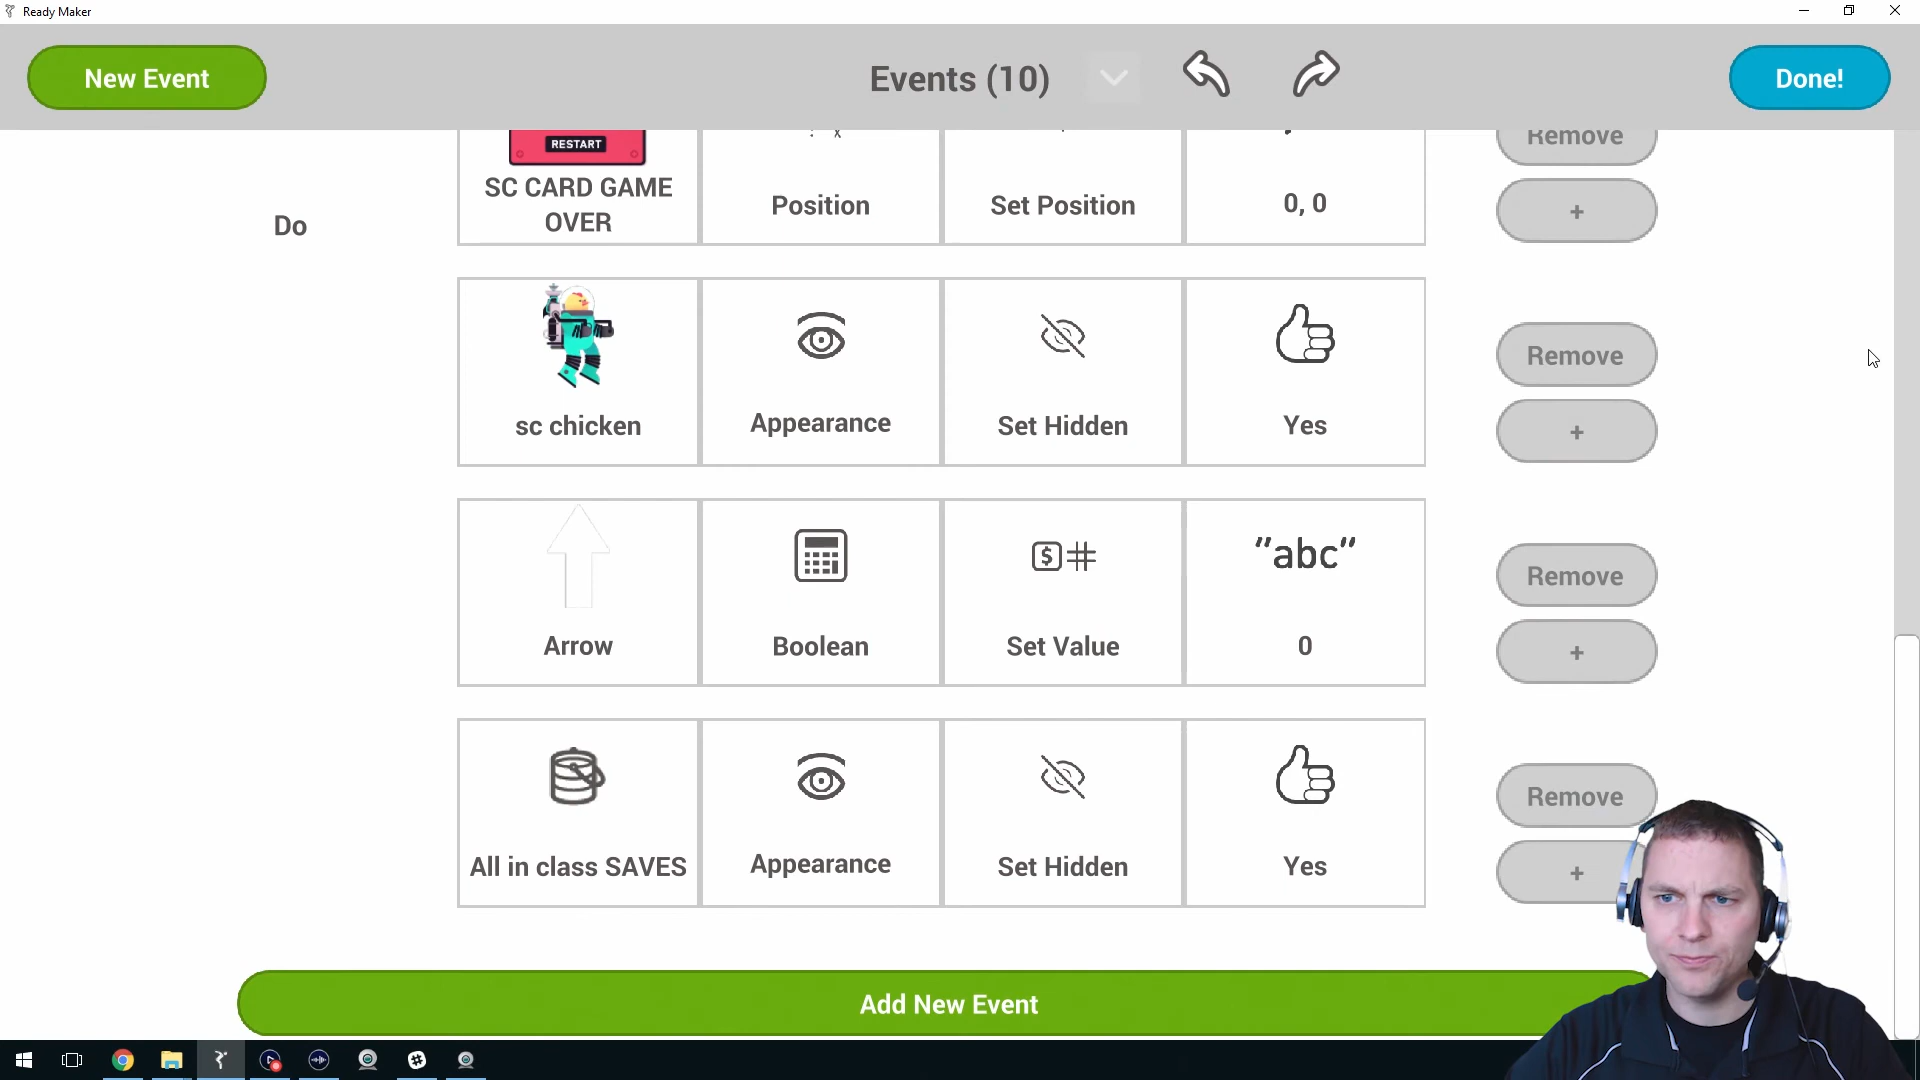 Ready Maker
New Event
Events (10)
Done!
RESTART
x
Remove
SC CARD GAME
OVER
Position
Set Position
0, 0
+
Do
sc chicken
Appearance
Set Hidden
Yes
Remove
+
Arrow
Boolean
$#
Set Value
"abc"
0
Remove
+
All in class SAVES
Appearance
Set Hidden
Yes
Remove
+
Add New Event